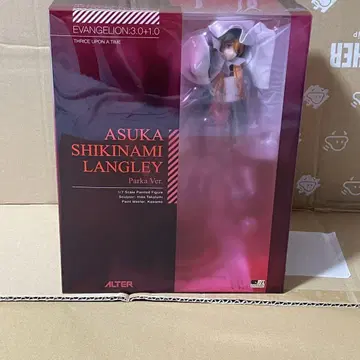 EVANGELION:3.0+1.0
THRICE UPON A TIME
ASUKA
SHIKINAMI
LANGLEY
Parka Ver.
1/7 Scale Painted Figure
ALTER